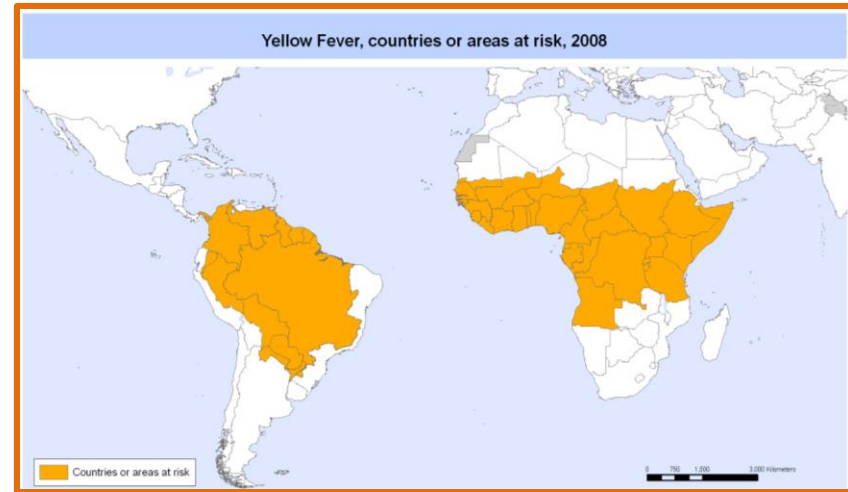 Yellow Fever, countries or areas at risk, 2008
Countries or areas at risk
0 750 1,500 3,000 Kilometers